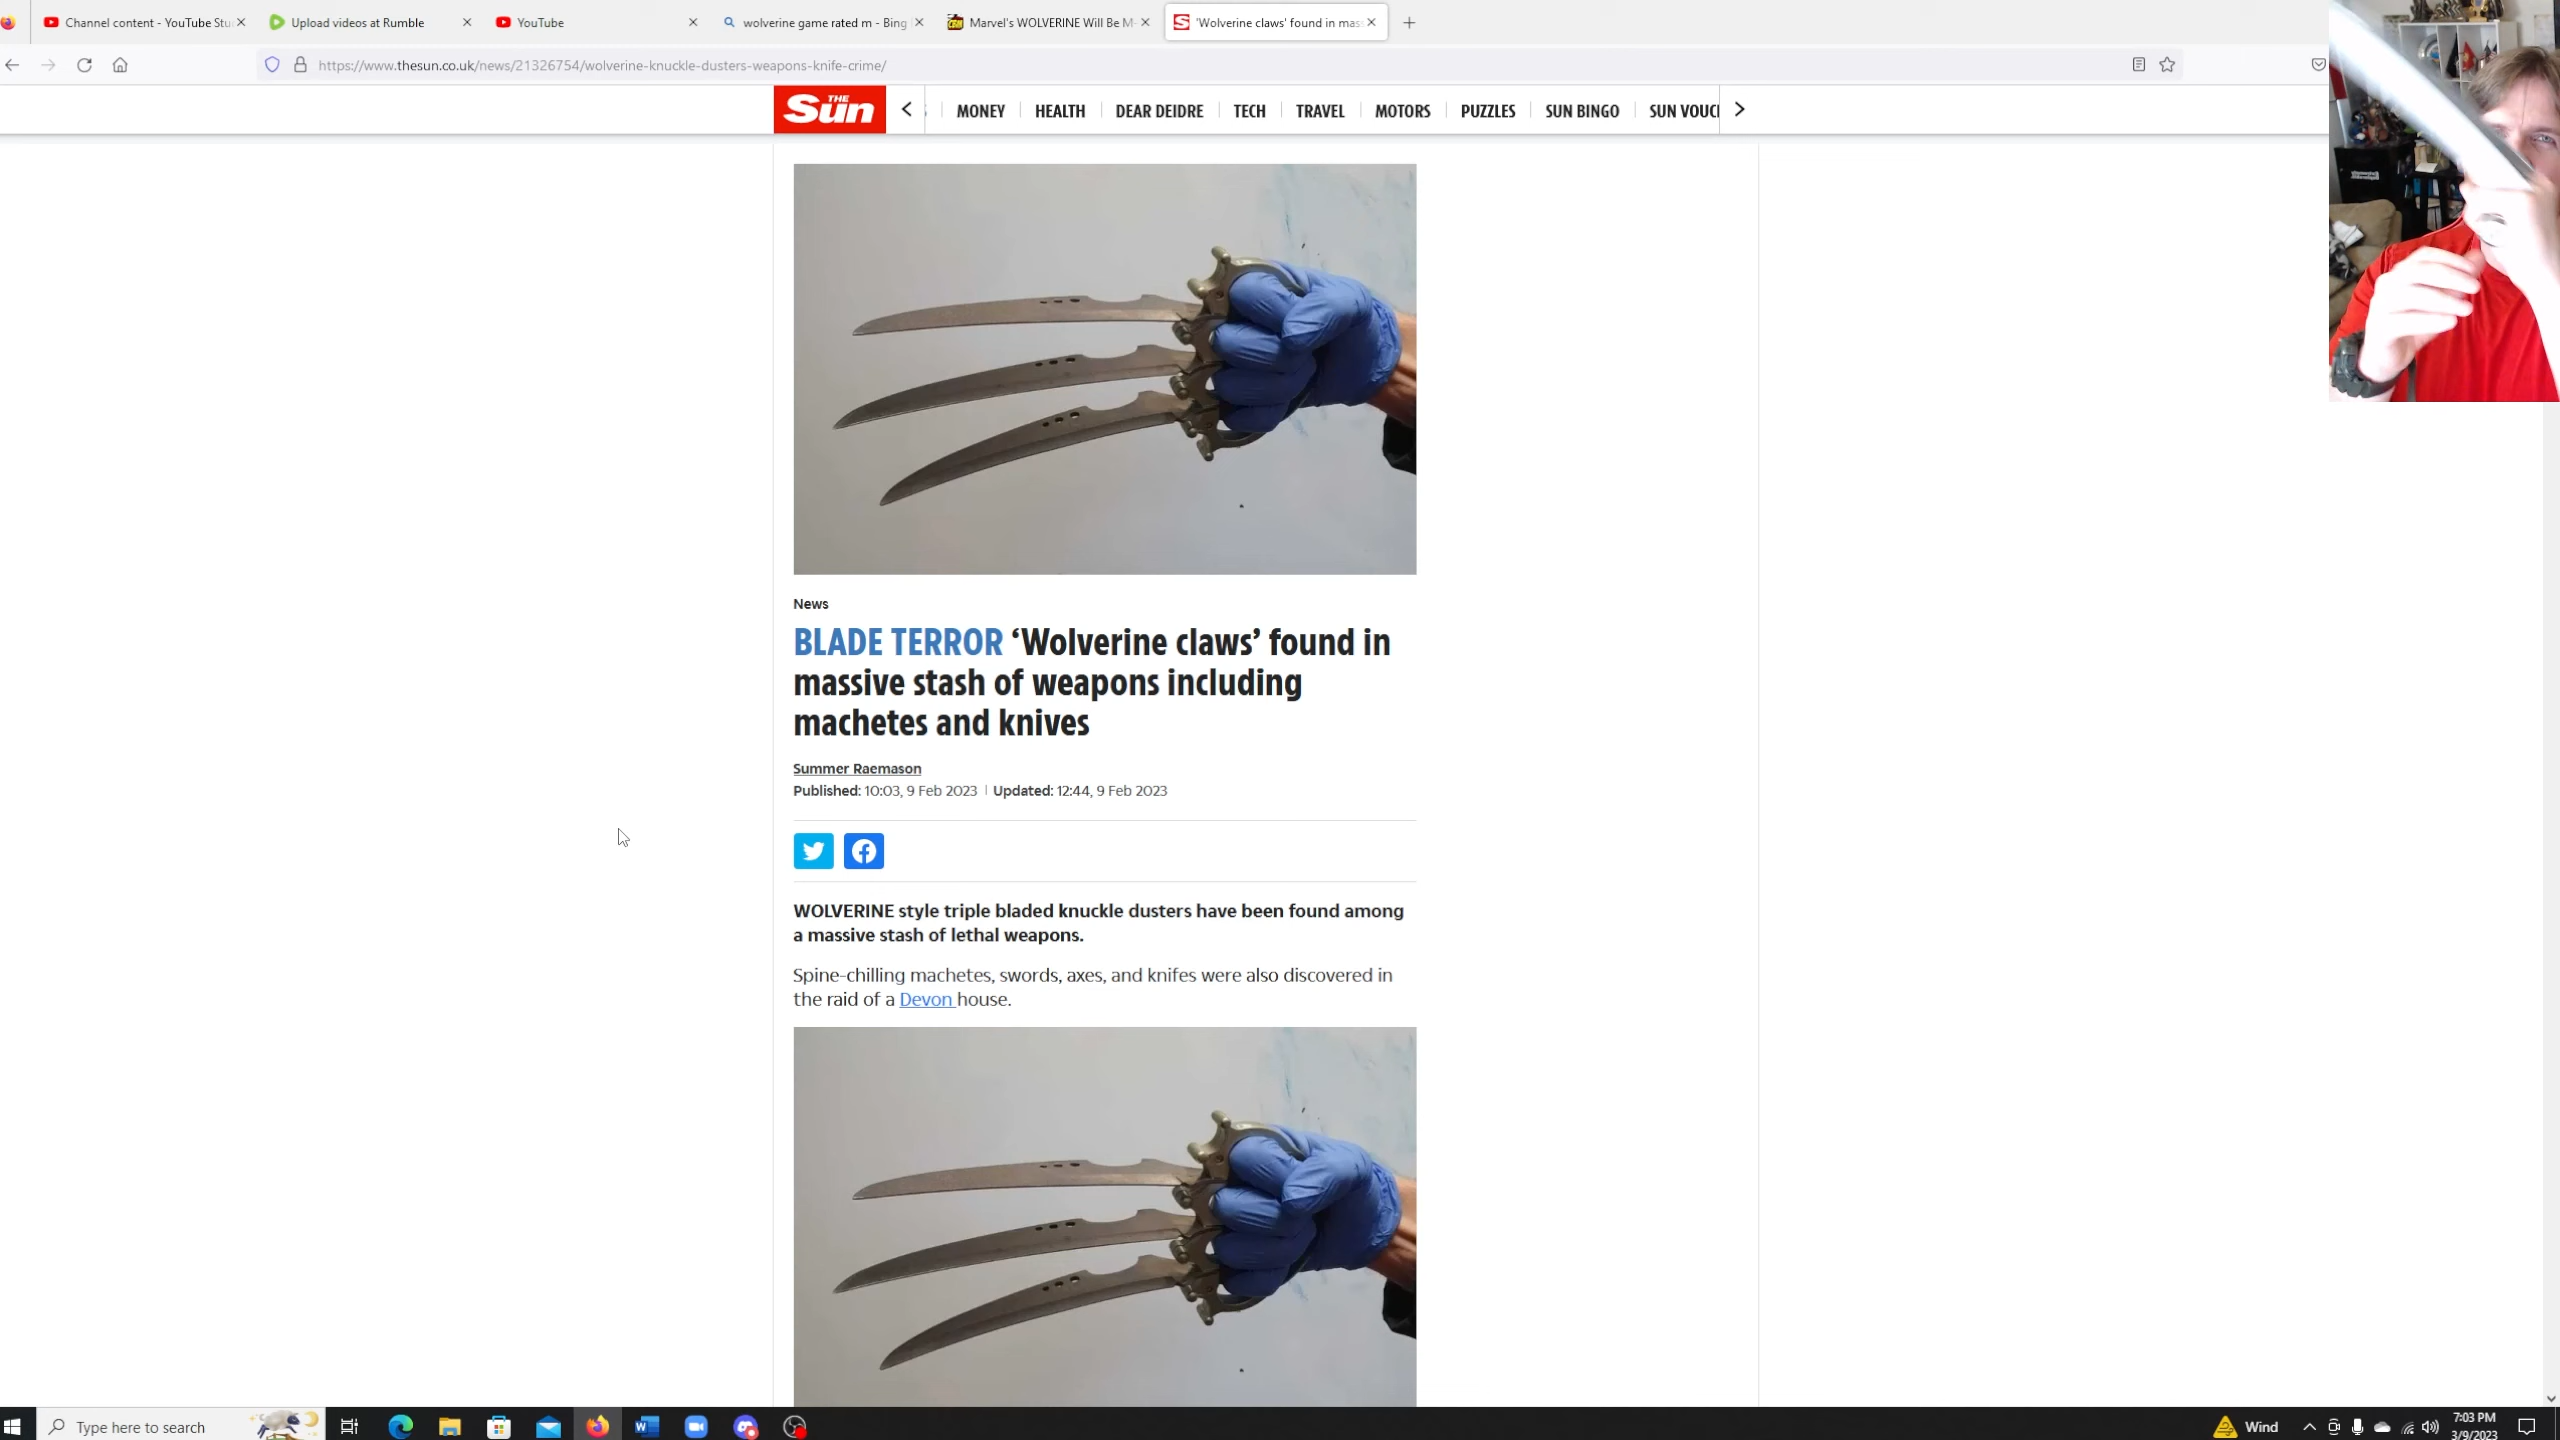 Channel content - YouTube Stu
Upload videos at Rumble
YouTube
wolverine game rated m - Bing
Marvel's WOLVERINE Will Be M-
'Wolverine claws' found in mas
https://www.thesun.co.uk/news/21326754/wolverine-knuckle-dusters-weapons-knife-crime/
THE Sun
MONEY
HEALTH
DEAR DEIDRE
TECH
TRAVEL
MOTORS
PUZZLES
SUN BINGO
SUN VOUC
News
BLADE TERROR ‘Wolverine claws’ found in
massive stash of weapons including
machetes and knives
Summer Raemason
Published: 10:03, 9 Feb 2023 | Updated: 12:44, 9 Feb 2023
WOLVERINE style triple bladed knuckle dusters have been found among
a massive stash of lethal weapons.
Spine-chilling machetes, swords, axes, and knifes were also discovered in
the raid of a Devon house.
Type here to search
Wind
7:03 PM
3/9/2023